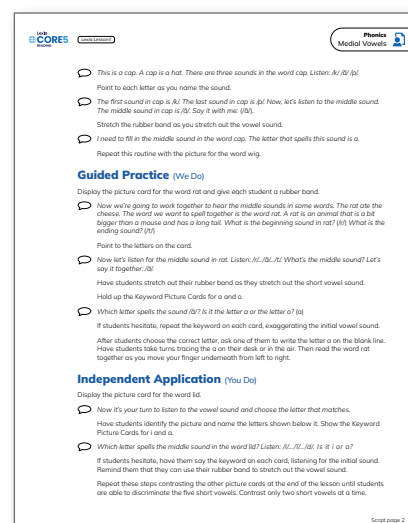 Lexia
CORE5
READING
Lexia Lessons®
Phonics
Medial Vowels
This is a cap. A cap is a hat. There are three sounds in the word cap. Listen: /k/ /ă/ /p/.
Point to each letter as you name the sound.
The first sound in cap is /k/. The last sound in cap is /p/. Now, let's listen to the middle sound.
The middle sound in cap is /ă/. Say it with me: (/ă/).
Stretch the rubber band as you stretch out the vowel sound.
I need to fill in the middle sound in the word cap. The letter that spells this sound is a.
Repeat this routine with the picture for the word wig.
Guided Practice (We Do)
Display the picture card for the word rat and give each student a rubber band.
Now we're going to work together to hear the middle sounds in some words. The rat ate the
cheese. The word we want to spell together is the word rat. A rat is an animal that is a bit
bigger than a mouse and has a long tail. What is the beginning sound in rat? (/r/) What is the
ending sound? (/t/)
Point to the letters on the card.
Now let's listen for the middle sound in rat. Listen: /r/.../ă/.../t/. What's the middle sound? Let's
say it together: /ă/.
Have students stretch out their rubber band as they stretch out the short vowel sound.
Hold up the Keyword Picture Cards for a and o.
Which letter spells the sound /ă/? Is it the letter a or the letter o? (a)
If students hesitate, repeat the keyword on each card, exaggerating the initial vowel sound.
After students choose the correct letter, ask one of them to write the letter a on the blank line.
Have students take turns tracing the a on their desk or in the air. Then read the word rat
together as you move your finger underneath from left to right.
Independent Application (You Do)
Display the picture card for the word lid.
Now it's your turn to listen to the vowel sound and choose the letter that matches.
Have students identify the picture and name the letters shown below it. Show the Keyword
Picture Cards for i and a.
Which letter spells the middle sound in the word lid? Listen: /l/.../ĭ/.../d/. Is it i or a?
If students hesitate, have them say the keyword on each card, listening for the initial sound.
Remind them that they can use their rubber band to stretch out the vowel sound.
Repeat these steps contrasting the other picture cards at the end of the lesson until students
are able to discriminate the five short vowels. Contrast only two short vowels at a time.
Script page 2